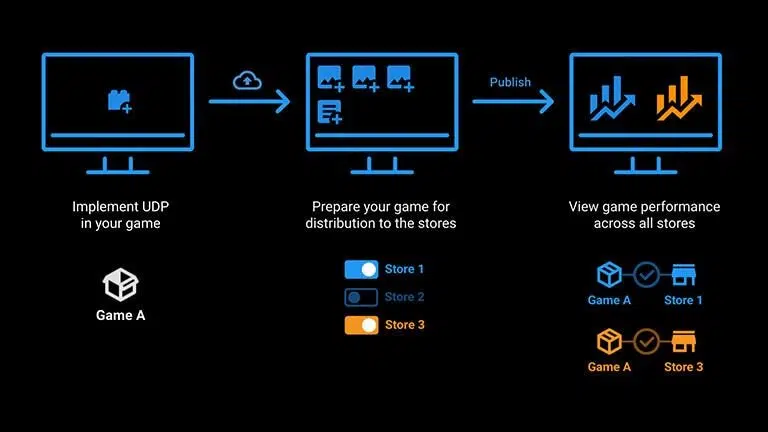 Publish
Implement UDP
in your game
Prepare your game for
distribution to the stores
View game performance
across all stores
Game A
Store 1
Store 2
Store 3
Game A
Store 1
Game A
Store 3